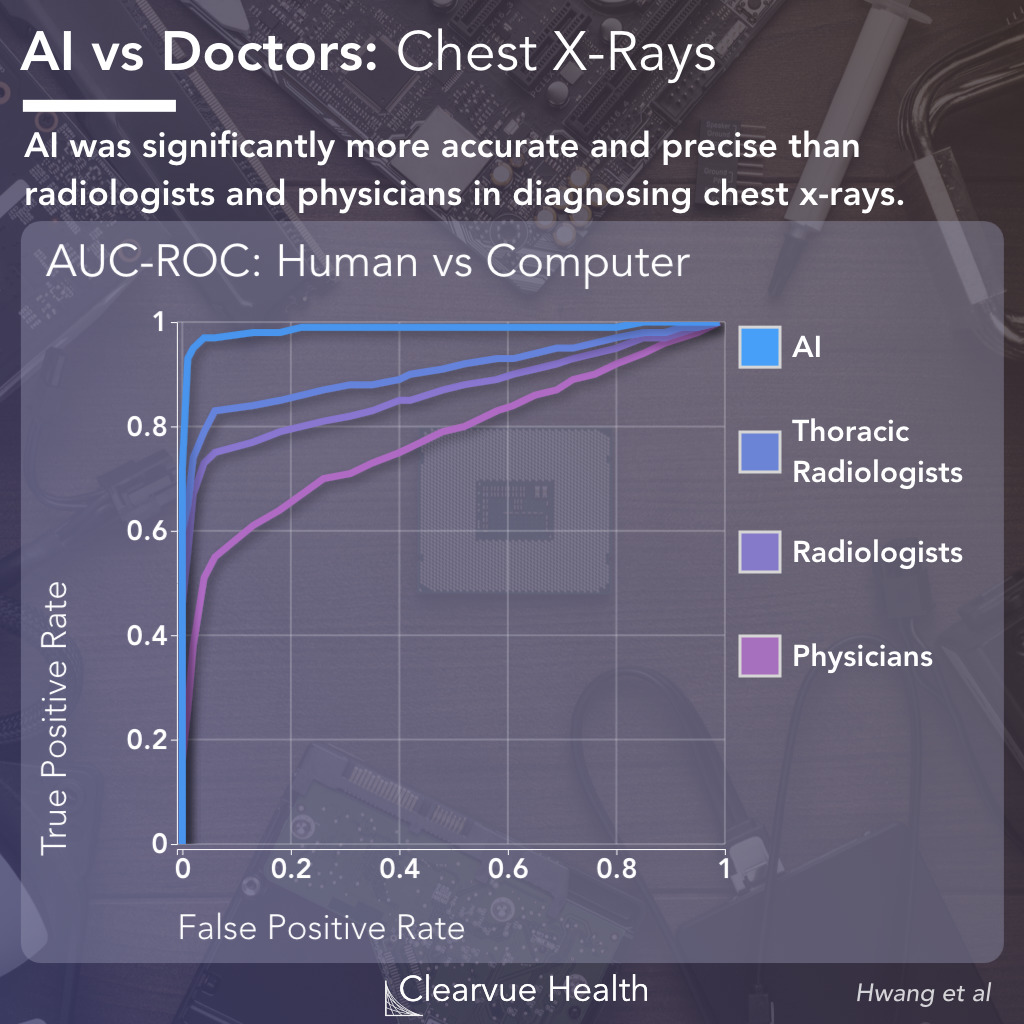 AI vs Doctors: Chest X-Rays
AI was significantly more accurate and precise than
radiologists and physicians in diagnosing chest x-rays.
AUC-ROC: Human vs Computer
1
0.8
0.6
0.4
0.2
0
True Positive Rate
0 0.2 0.4 0.6 0.8 1
False Positive Rate
AI
Thoracic
Radiologists
Radiologists
Physicians
Clearvue Health
Hwang et al